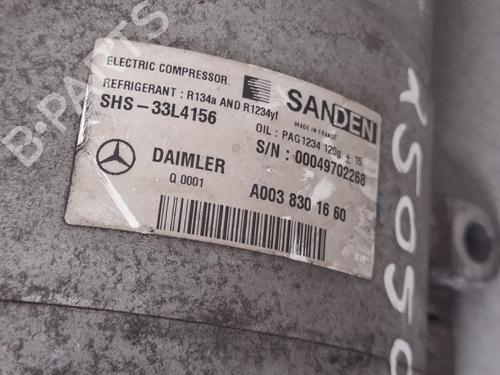 ELECTRIC COMPRESSOR
REFRIGERANT : R134a AND R1234yf
SHS-33L4156
SANDEN
MADE IN FRANCE
OIL : PAG1234 120g ± 15
S/N : 00049702268
DAIMLER
Q 0001
A003 830 16 60
B-PARTS